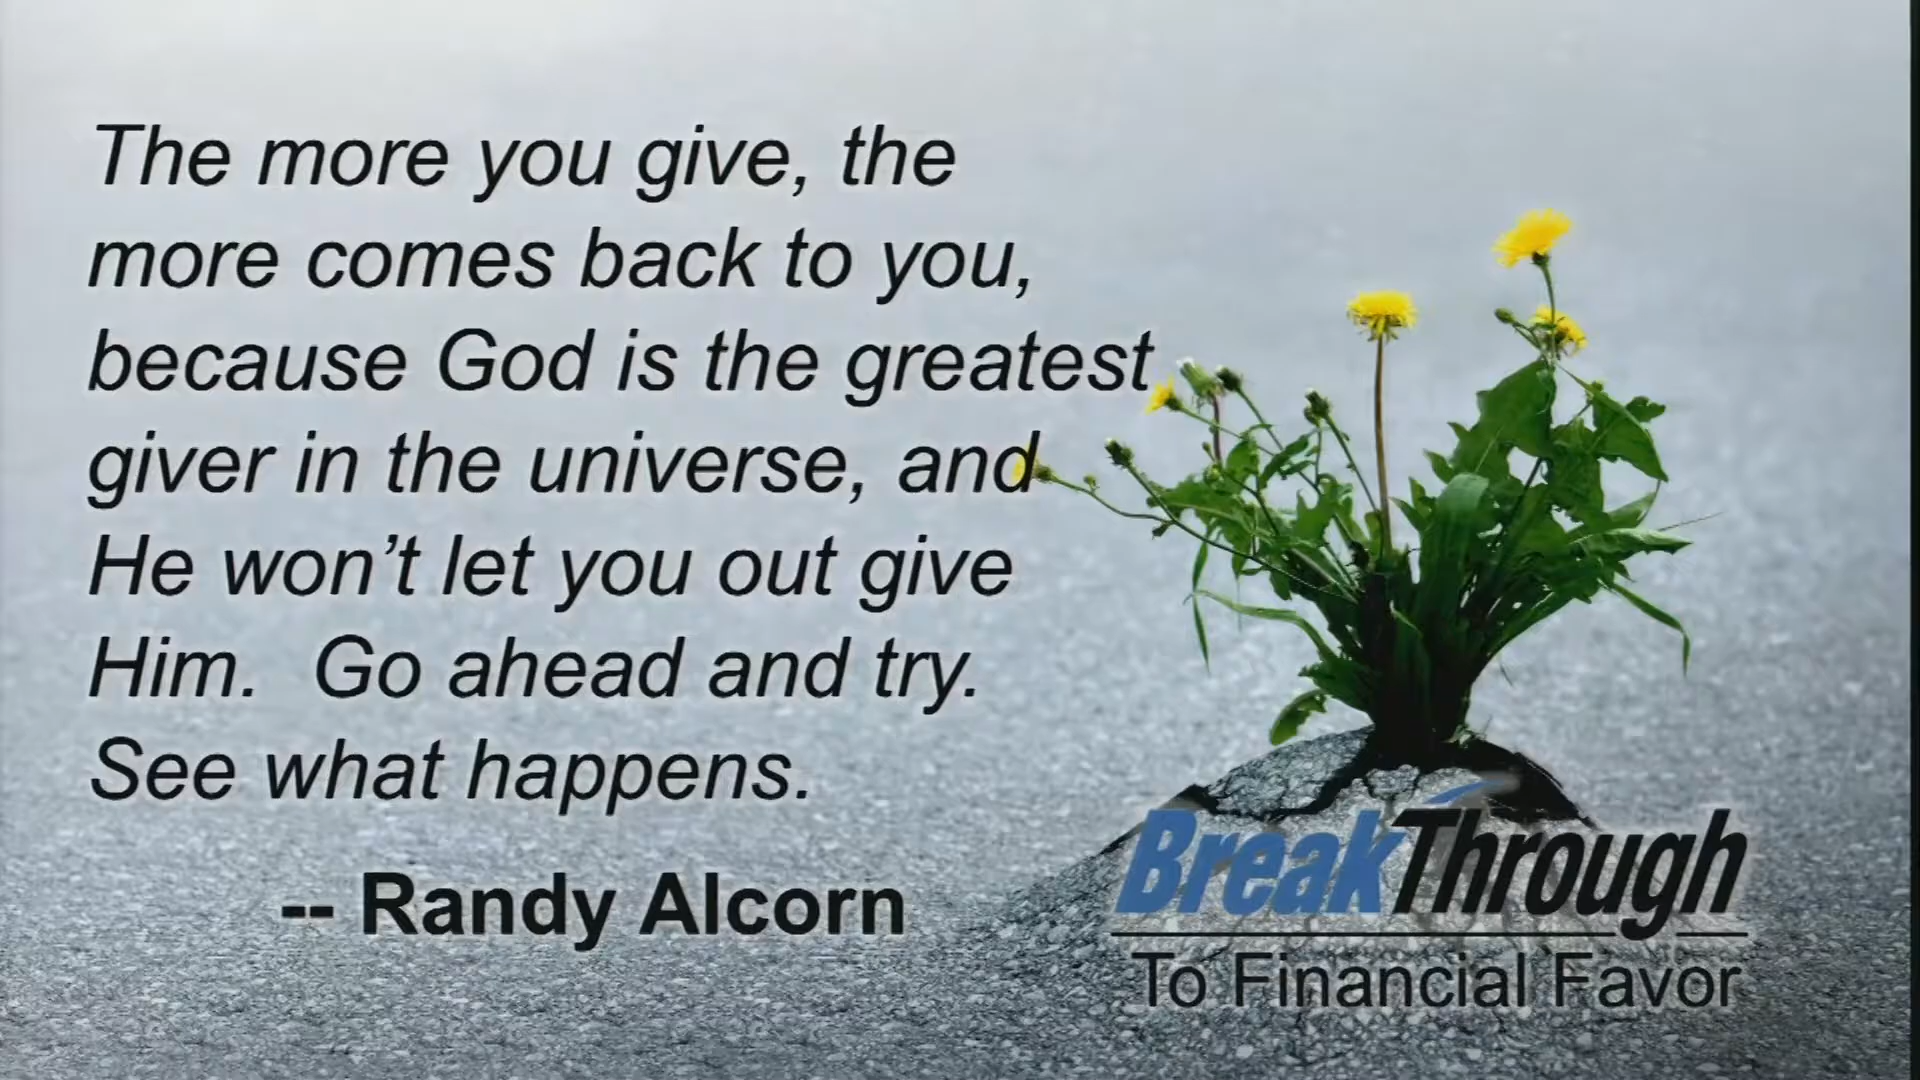 The more you give, the
more comes back to you,
because God is the greatest
giver in the universe, and
He won’t let you out give
Him.  Go ahead and try.
See what happens.
-- Randy Alcorn
BreakThrough
To Financial Favor